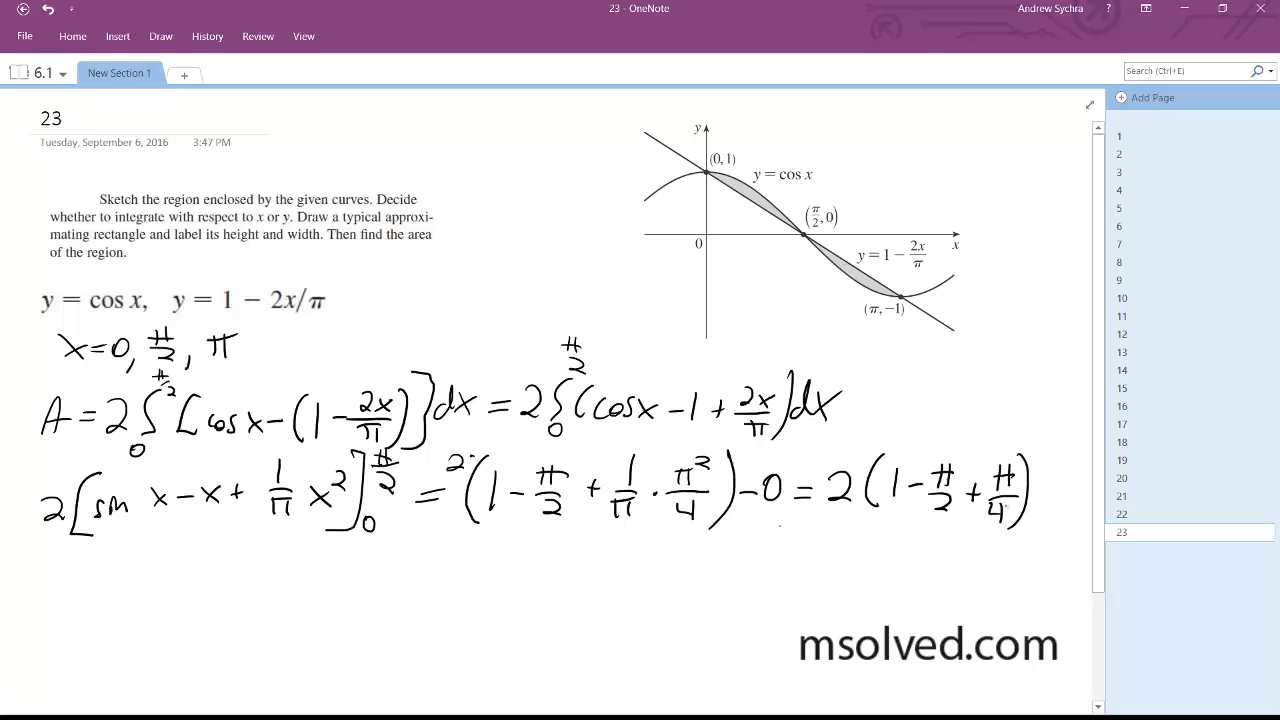 23 - OneNote
Andrew Sychra ?
File Home Insert Draw History Review View
6.1 New Section 1 +
Search (Ctrl+E)
Add Page
23
Tuesday, September 6, 2016 3:47 PM
Sketch the region enclosed by the given curves. Decide
whether to integrate with respect to x or y. Draw a typical approxi-
mating rectangle and label its height and width. Then find the area
of the region.
y = cos x, y = 1 − 2x/π
x=0, π/2, π
y
(0, 1)
y = cos x
(π/2, 0)
0
x
y = 1 − 2x/π
(π, −1)
A = 2∫₀^(π/2) [cos x − (1 − 2x/π)] dx = 2∫₀^(π/2) (cos x − 1 + 2x/π) dx
2[sin x − x + 1/π x²]₀^(π/2) = 2·(1 − π/2 + 1/π · π²/4) − 0 = 2(1 − π/2 + π/4)
msolved.com
1
2
3
4
5
6
7
8
9
10
11
12
13
14
15
16
17
18
19
20
21
22
23